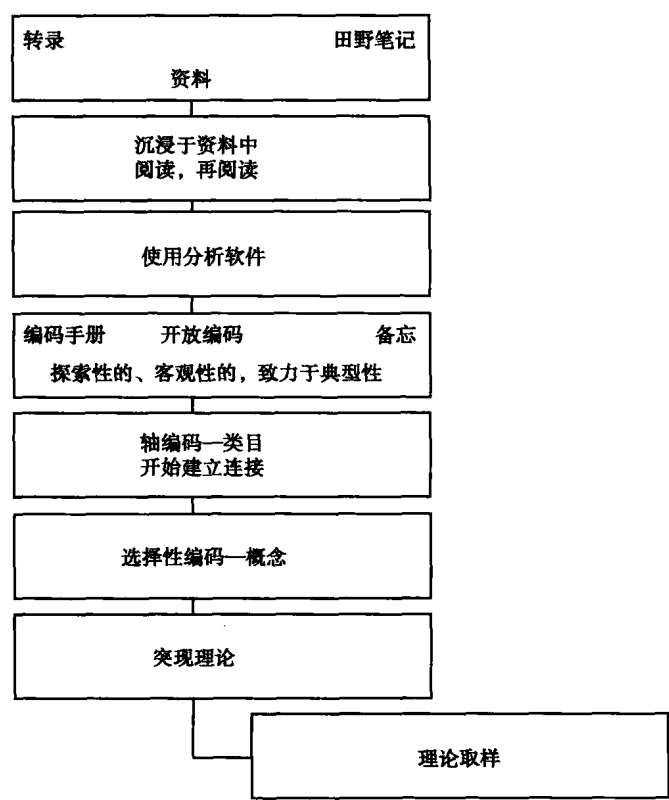 转录 田野笔记
资料
沉浸于资料中
阅读，再阅读
使用分析软件
编码手册 开放编码 备忘
探索性的、客观性的，致力于典型性
轴编码—类目
开始建立连接
选择性编码—概念
突现理论
理论取样